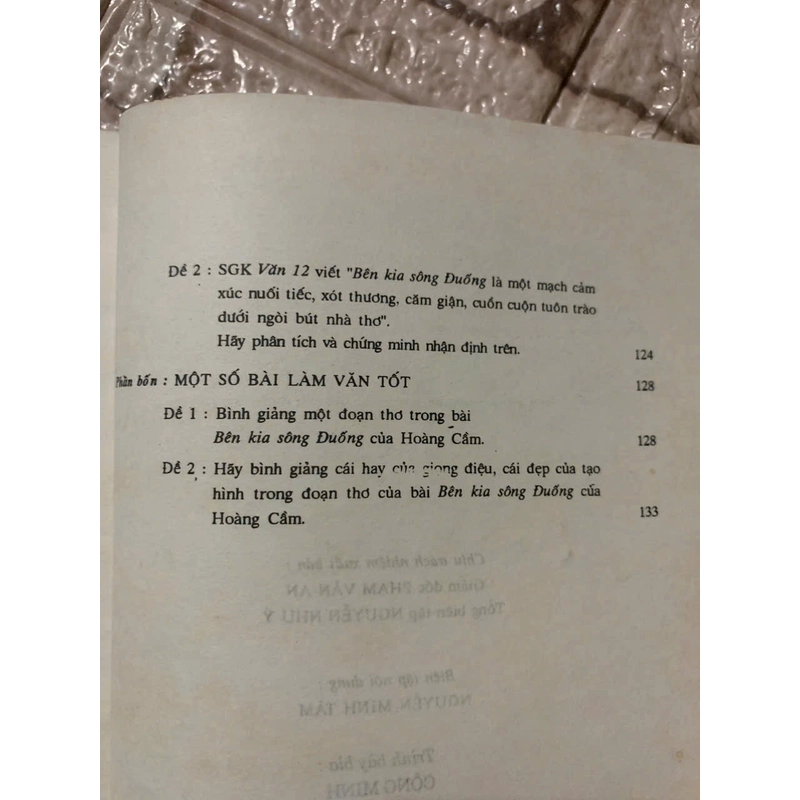 Đề 2 : SGK Văn 12 viết "Bên kia sông Đuống là một mạch cảm
xúc nuối tiếc, xót thương, căm giận, cuồn cuộn tuôn trào
dưới ngòi bút nhà thơ".
Hãy phân tích và chứng minh nhận định trên. 124
Phần bốn : MỘT SỐ BÀI LÀM VĂN TỐT 128
Đề 1 : Bình giảng một đoạn thơ trong bài
Bên kia sông Đuống của Hoàng Cầm. 128
Đề 2 : Hãy bình giảng cái hay của giọng điệu, cái đẹp của tạo
hình trong đoạn thơ của bài Bên kia sông Đuống của
Hoàng Cầm. 133
Chịu trách nhiệm xuất bản :
Giám đốc PHẠM VĂN AN
Tổng biên tập NGUYỄN NHƯ Ý
Biên tập nội dung :
NGUYỄN MINH TÂM
Trình bày bìa :
CÔNG MINH